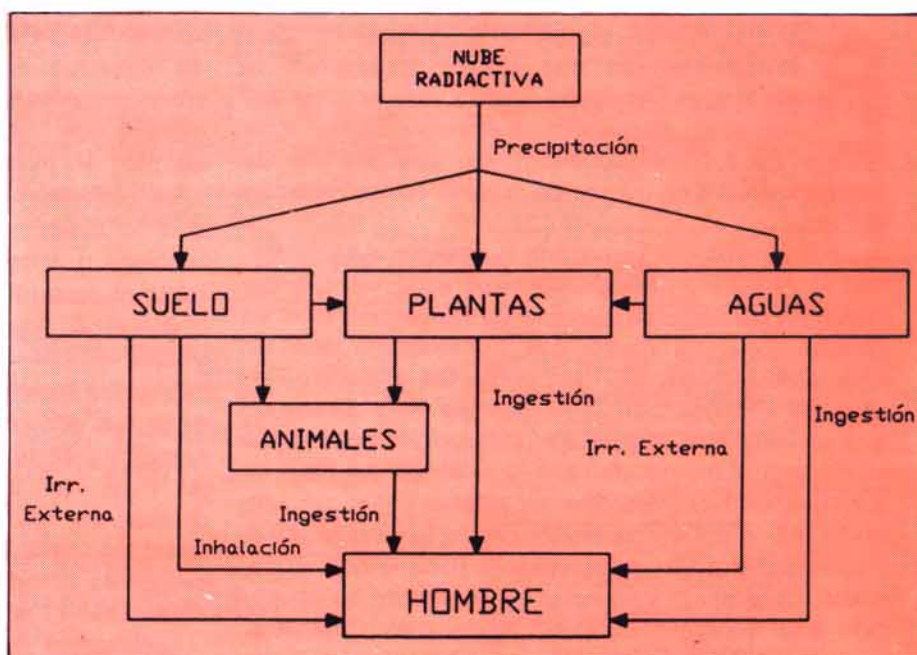 NUBE
RADIACTIVA
Precipitación
SUELO
PLANTAS
AGUAS
Ingestión
Ingestión
ANIMALES
Irr. Externa
Irr.
Externa
Ingestión
Inhalación
HOMBRE